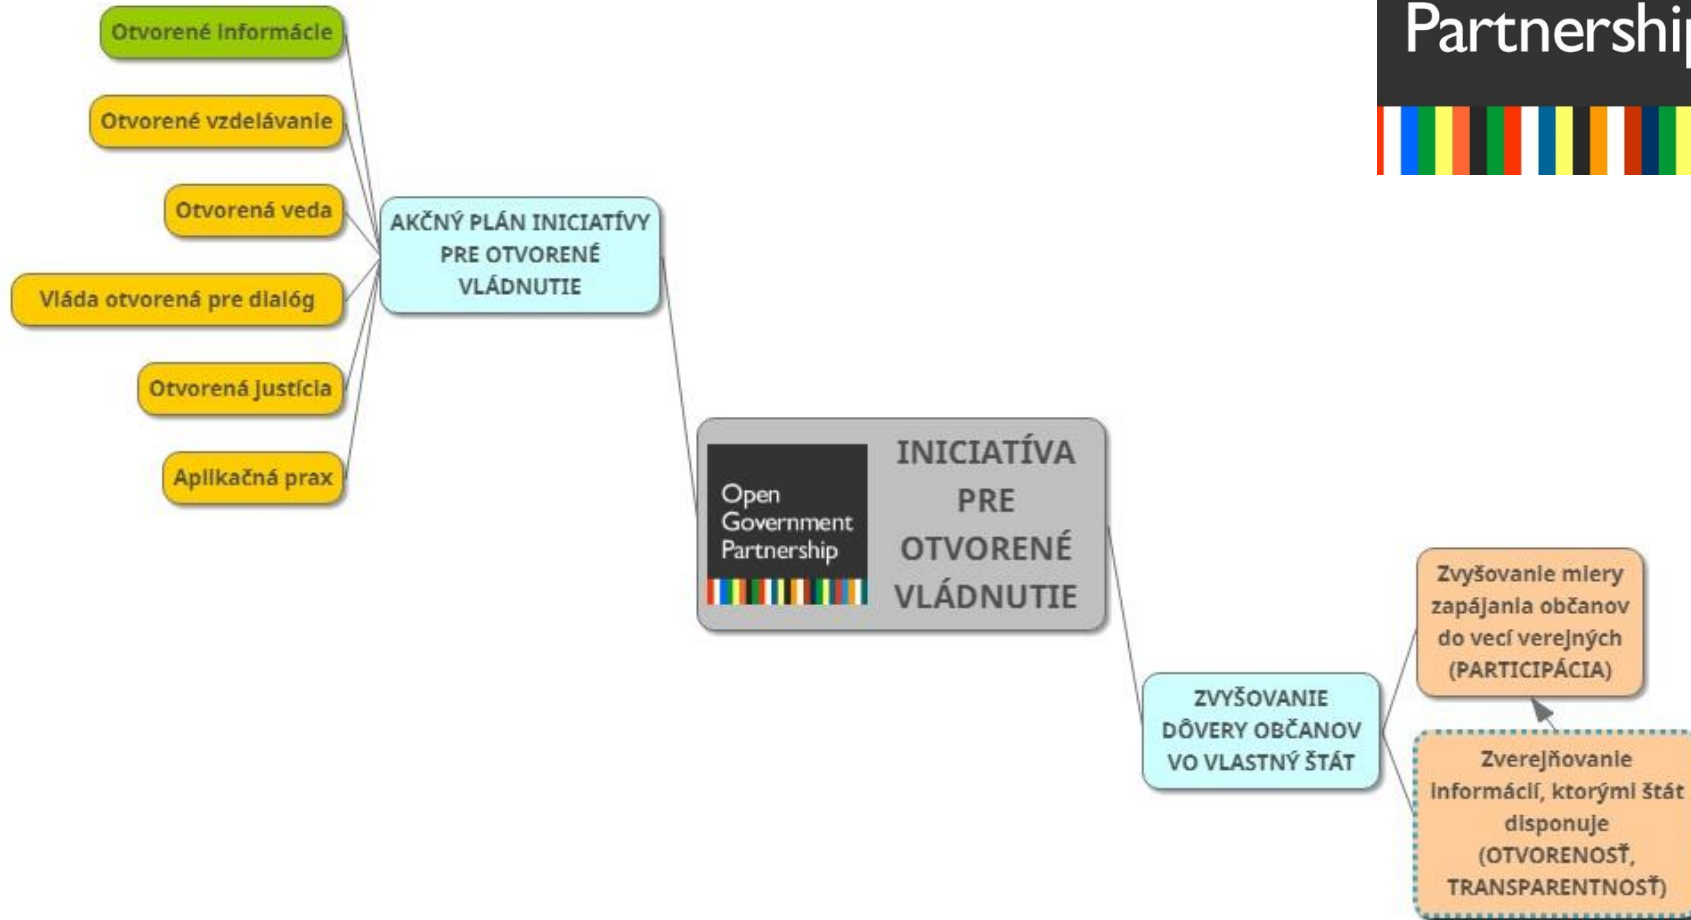 Partnership
Otvorené informácie
Otvorené vzdelávanie
Otvorená veda
Vláda otvorená pre dialóg
Otvorená justícia
Aplikačná prax
AKČNÝ PLÁN INICIATÍVY
PRE OTVORENÉ
VLÁDNUTIE
Open
Government
Partnership
INICIATÍVA
PRE
OTVORENÉ
VLÁDNUTIE
ZVYŠOVANIE
DÔVERY OBČANOV
VO VLASTNÝ ŠTÁT
Zvyšovanie miery
zapájania občanov
do vecí verejných
(PARTICIPÁCIA)
Zverejňovanie
informácií, ktorými štát
disponuje
(OTVORENOSŤ,
TRANSPARENTNOSŤ)